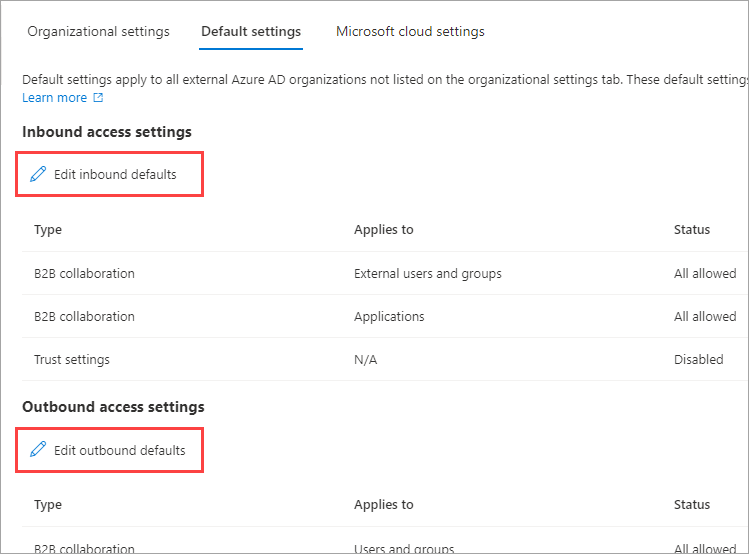 Organizational settings Default settings Microsoft cloud settings
Default settings apply to all external Azure AD organizations not listed on the organizational settings tab. These default settings
Learn more
Inbound access settings
Edit inbound defaults
Type Applies to Status
B2B collaboration External users and groups All allowed
B2B collaboration Applications All allowed
Trust settings N/A Disabled
Outbound access settings
Edit outbound defaults
Type Applies to Status
B2B collaboration Users and groups All allowed